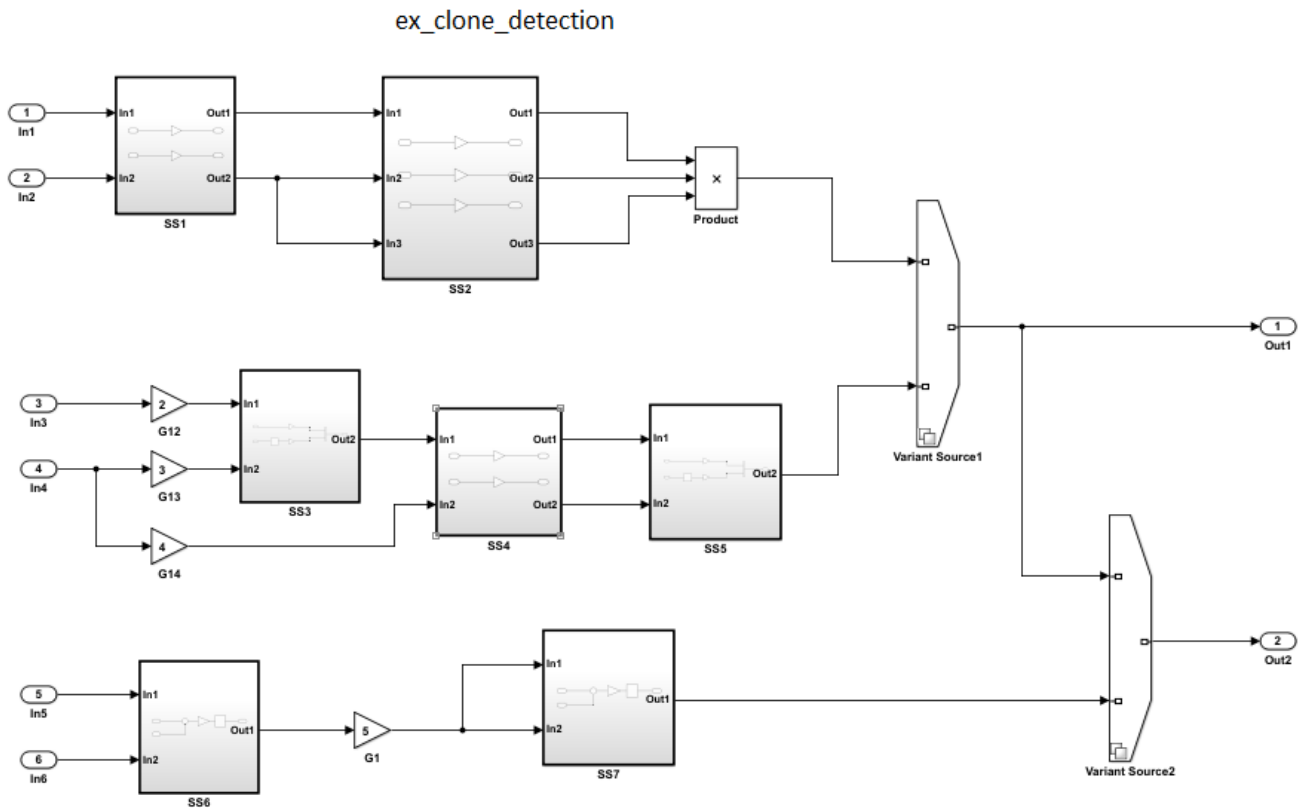 ex_clone_detection
1
In1
2
In2
In1
In2
Out1
Out2
SS1
In1
In2
In3
Out1
Out2
Out3
SS2
×
Product
Variant Source1
1
Out1
3
In3
4
In4
2
G12
3
G13
4
G14
In1
In2
Out2
SS3
In1
In2
Out1
Out2
SS4
In1
In2
Out2
SS5
5
In5
6
In6
In1
In2
Out1
SS6
5
G1
In1
In2
Out1
SS7
Variant Source2
2
Out2